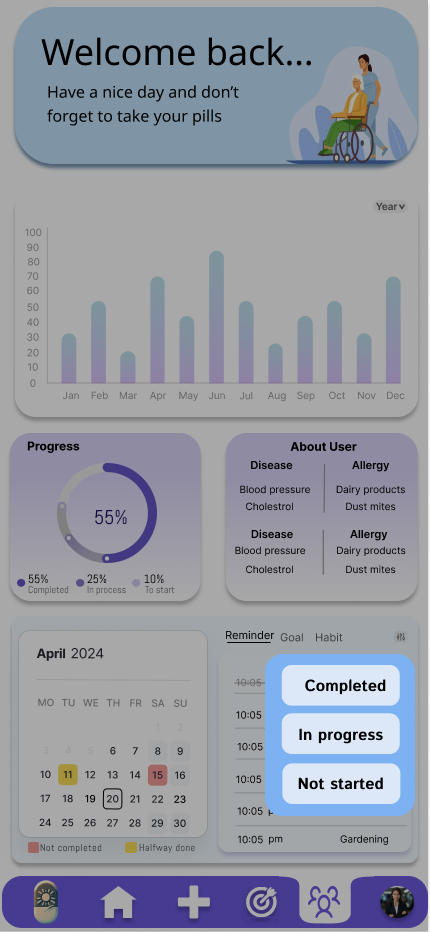 Welcome back...
Have a nice day and don't
forget to take your pills
Year
100
90
80
70
60
50
40
30
20
10
0
Jan Feb Mar Apr May Jun Jul Aug Sep Oct Nov Dec
Progress
55%
55% Completed
25% In process
10% To start
About User
Disease Allergy
Blood pressure Dairy products
Cholestrol Dust mites
Disease Allergy
Blood pressure Dairy products
Cholestrol Dust mites
April 2024
MO TU WE TH FR SA SU
1 2
3 4 5 6 7 8 9
10 11 12 13 14 15 16
17 18 19 20 21 22 23
24 25 26 27 28 29 30
Not completed Halfway done
Reminder Goal Habit
10:05
10:05
10:05
10:05
10:05
10:05 pm Gardening
Completed
In progress
Not started